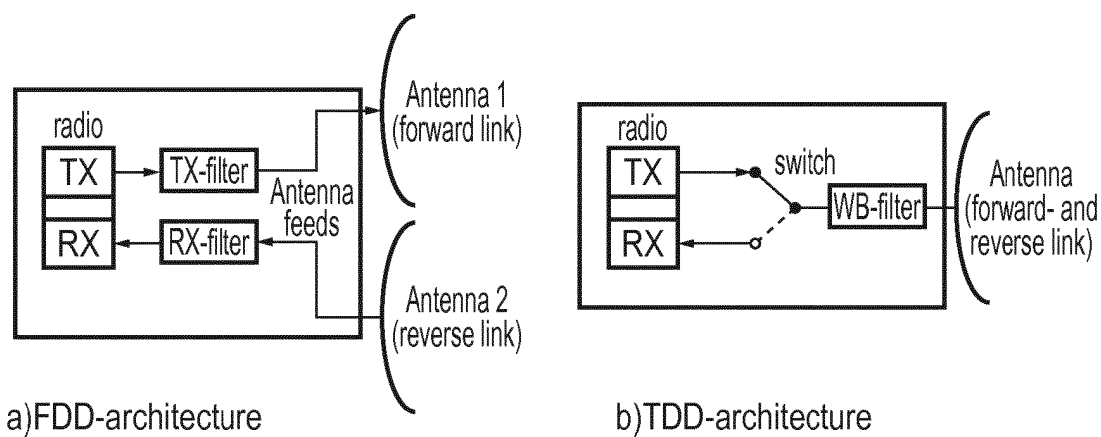 radio
TX
RX
TX-filter
RX-filter
Antenna
feeds
Antenna 1
(forward link)
Antenna 2
(reverse link)
a)FDD-architecture
radio
TX
RX
switch
WB-filter
Antenna
(forward- and
reverse link)
b)TDD-architecture